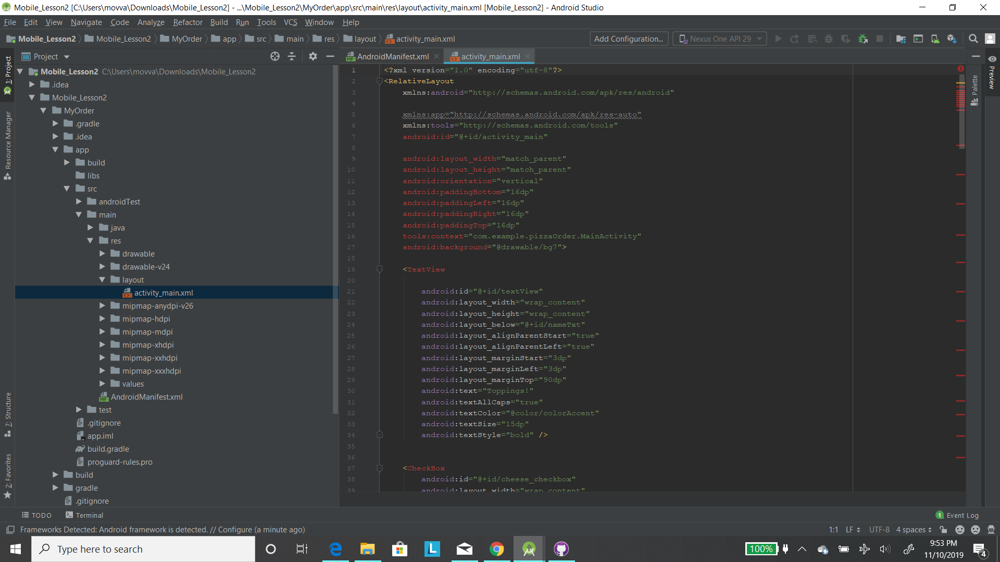 Mobile_Lesson2 [C:\Users\movva\Downloads\Mobile_Lesson2] - ...\Mobile_Lesson2\MyOrder\app\src\main\res\layout\activity_main.xml [Mobile_Lesson2] - Android Studio
File Edit View Navigate Code Analyze Refactor Build Run Tools VCS Window Help
Mobile_Lesson2 Mobile_Lesson2 MyOrder app src main res layout activity_main.xml Add Configuration... Nexus One API 29
Project
AndroidManifest.xml activity_main.xml
1: Project
Resource Manager
7: Structure
2: Favorites
Mobile_Lesson2 C:\Users\movva\Downloads\Mobile_Lesson2
.idea
Mobile_Lesson2
MyOrder
.gradle
.idea
app
build
libs
src
androidTest
main
java
res
drawable
drawable-v24
layout
activity_main.xml
mipmap-anydpi-v26
mipmap-hdpi
mipmap-mdpi
mipmap-xhdpi
mipmap-xxhdpi
mipmap-xxxhdpi
values
MF AndroidManifest.xml
test
.gitignore
app.iml
build.gradle
proguard-rules.pro
build
gradle
.gitignore
1 <?xml version="1.0" encoding="utf-8"?>
2 <RelativeLayout
3 xmlns:android="http://schemas.android.com/apk/res/android"
4
5 xmlns:app="http://schemas.android.com/apk/res-auto"
6 xmlns:tools="http://schemas.android.com/tools"
7 android:id="@+id/activity_main"
8
9 android:layout_width="match_parent"
10 android:layout_height="match_parent"
11 android:orientation="vertical"
12 android:paddingBottom="16dp"
13 android:paddingLeft="16dp"
14 android:paddingRight="16dp"
15 android:paddingTop="16dp"
16 tools:context="com.example.pizzaOrder.MainActivity"
17 android:background="@drawable/bg7">
18
19 <TextView
20
21 android:id="@+id/textView"
22 android:layout_width="wrap_content"
23 android:layout_height="wrap_content"
24 android:layout_below="@+id/nameTxt"
25 android:layout_alignParentStart="true"
26 android:layout_alignParentLeft="true"
27 android:layout_marginStart="3dp"
28 android:layout_marginLeft="3dp"
29 android:layout_marginTop="90dp"
30 android:text="Toppings!"
31 android:textAllCaps="true"
32 android:textColor="@color/colorAccent"
33 android:textSize="15dp"
34 android:textStyle="bold" />
35
36
37 <CheckBox
38 android:id="@+id/cheese_checkbox"
39 android:layout_width="wrap_content"
Palette
Preview
TODO Terminal
1 Event Log
Frameworks Detected: Android framework is detected. // Configure (a minute ago)
1:1 LF UTF-8 4 spaces
Type here to search
L
100%
9:53 PM
11/10/2019
4